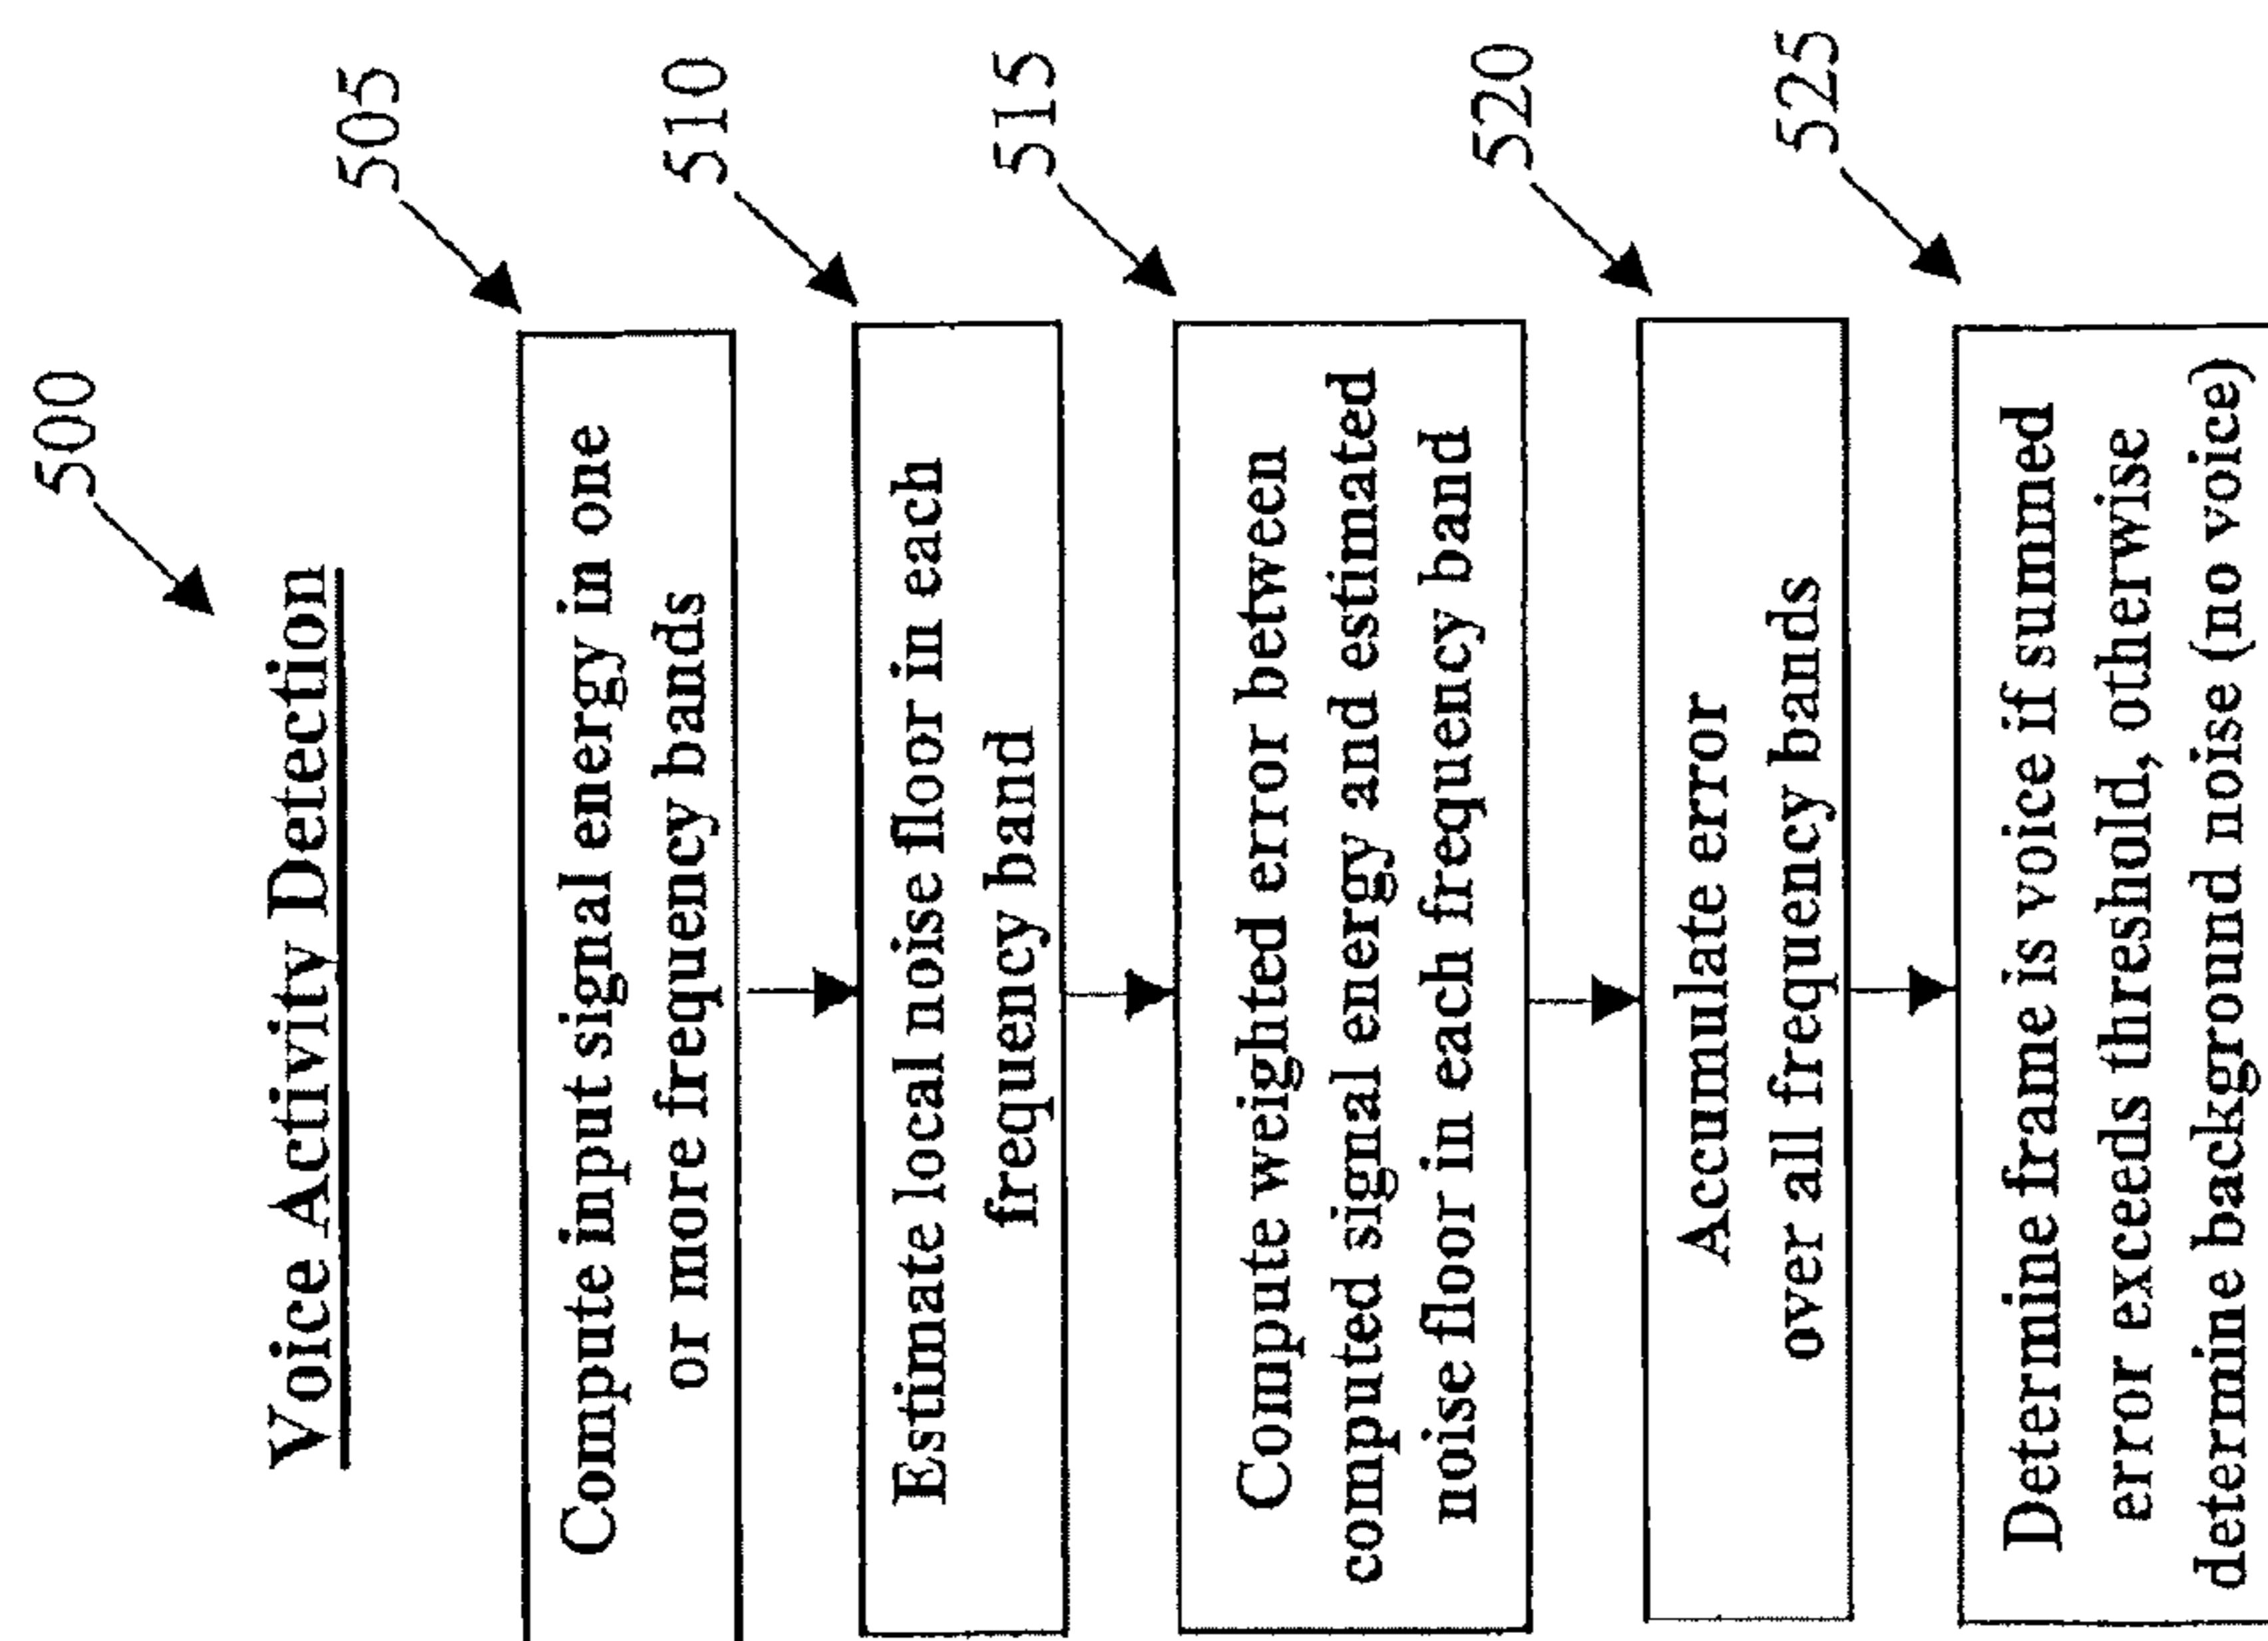 500
Voice Activity Detection
505
Compute input signal energy in one
or more frequency bands
510
Estimate local noise floor in each
frequency band
515
Compute weighted error between
computed signal energy and estimated
noise floor in each frequency band
520
Accumulate error
over all frequency bands
525
Determine frame is voice if summed
error exceeds threshold, otherwise
determine background noise (no voice)